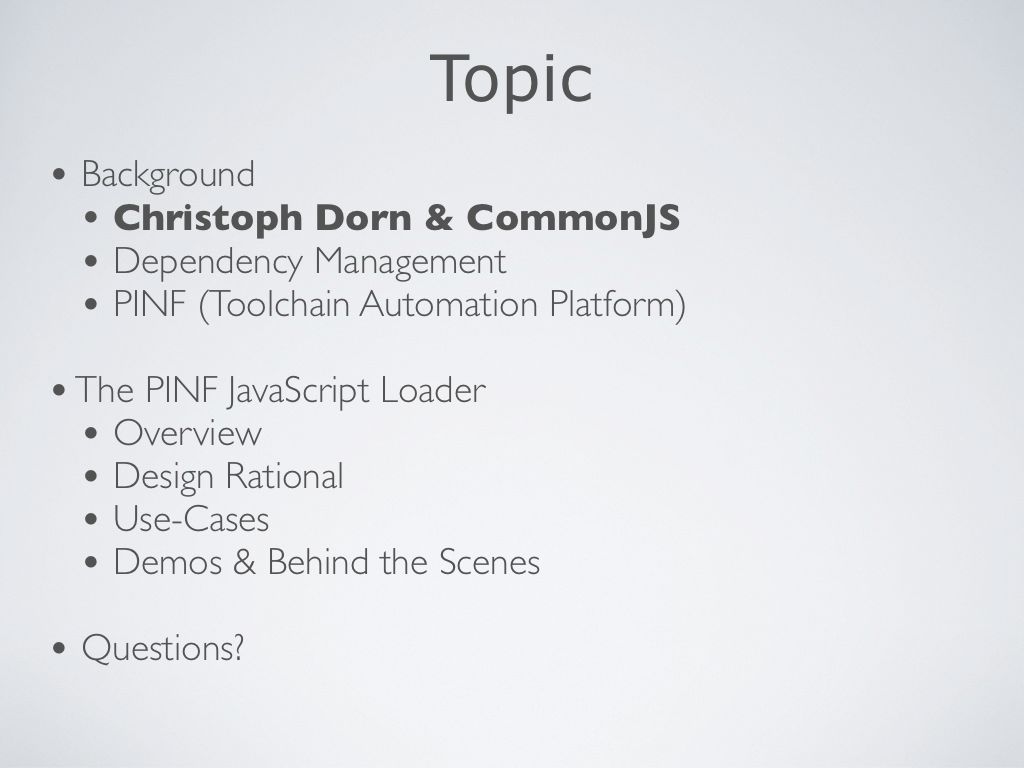 Topic
• Background
• Christoph Dorn & CommonJS
• Dependency Management
• PINF (Toolchain Automation Platform)
• The PINF JavaScript Loader
• Overview
• Design Rational
• Use-Cases
• Demos & Behind the Scenes
• Questions?